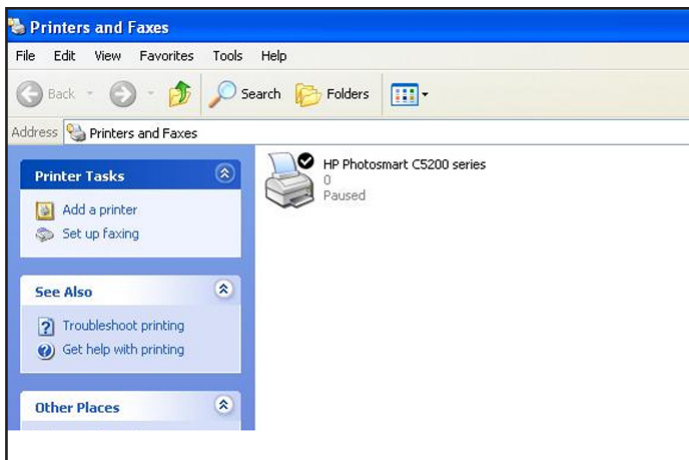 Printers and Faxes
File Edit View Favorites Tools Help
Back Search Folders
Address Printers and Faxes
Printer Tasks
Add a printer
Set up faxing
See Also
Troubleshoot printing
Get help with printing
Other Places
HP Photosmart C5200 series
0
Paused